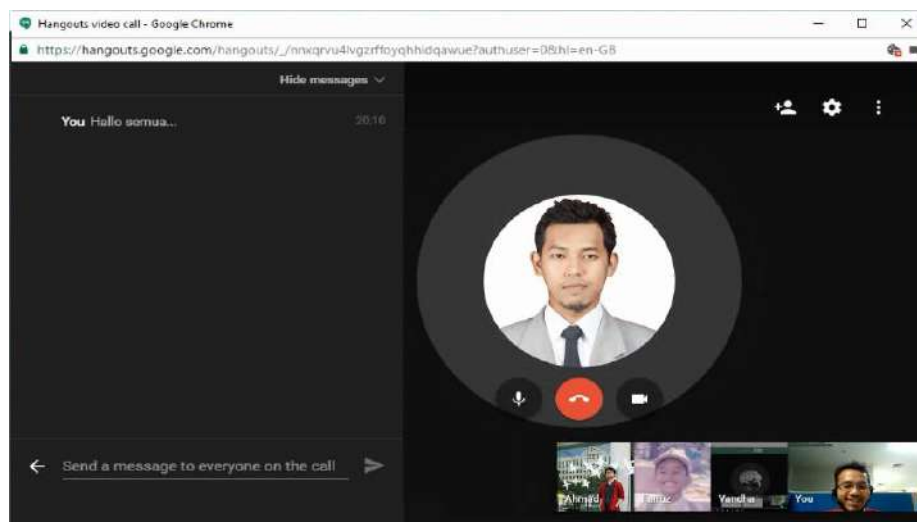 Hangouts video call - Google Chrome
https://hangouts.google.com/hangouts/_/nnxqrvu4lvgzrffoyqhhidqawue?authuser=0&hl=en-GB
Hide messages
You Hallo semua... 20:16
Send a message to everyone on the call
Ahmad
Yandha
You